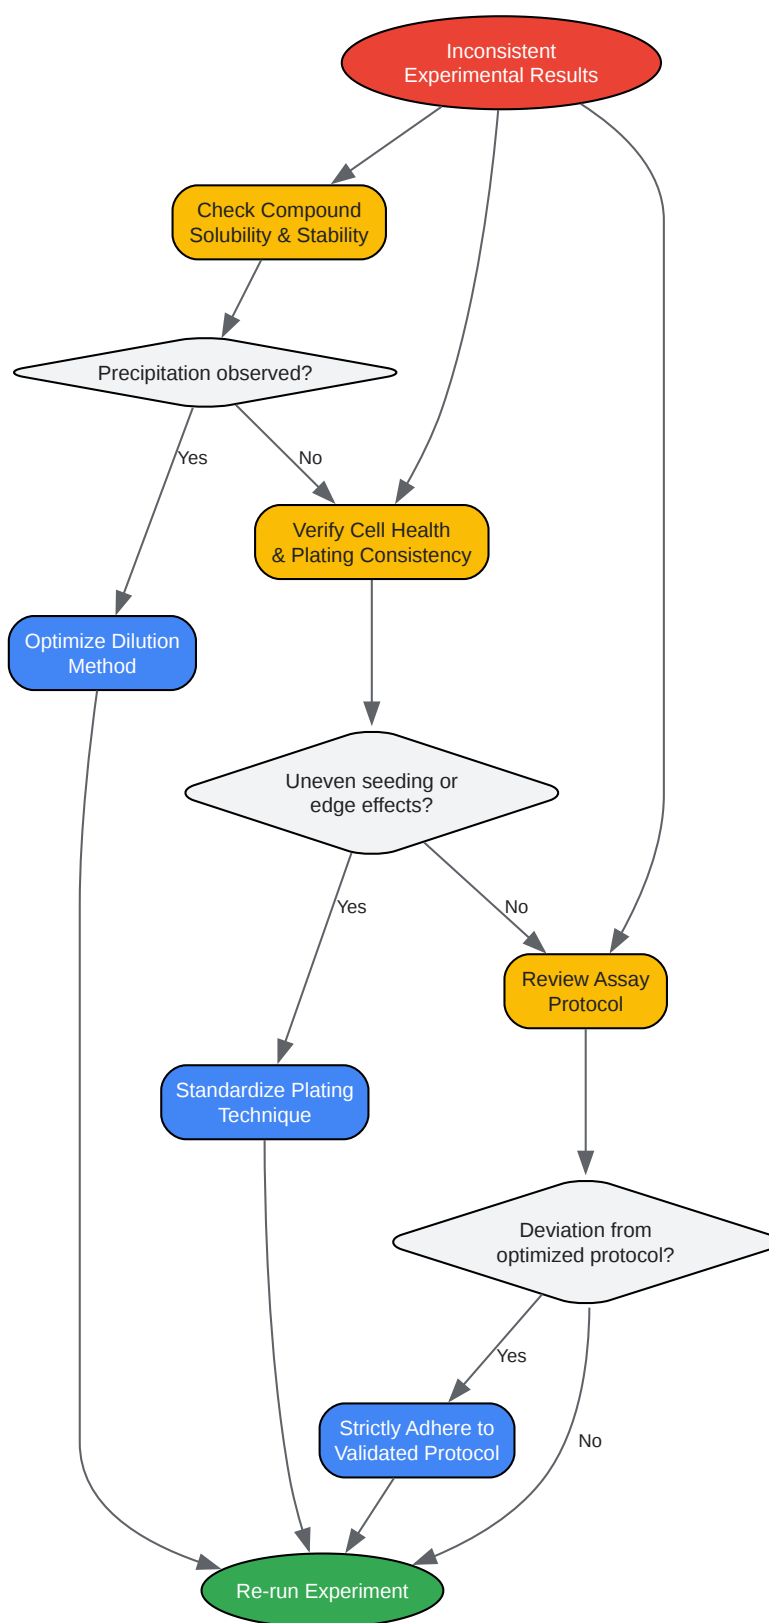 Inconsistent
Experimental Results
Check Compound
Solubility & Stability
Precipitation observed?
Yes
No
Verify Cell Health
& Plating Consistency
Optimize Dilution
Method
Uneven seeding or
edge effects?
Yes
No
Review Assay
Protocol
Standardize Plating
Technique
Deviation from
optimized protocol?
Yes
Strictly Adhere to
Validated Protocol
No
Re-run Experiment